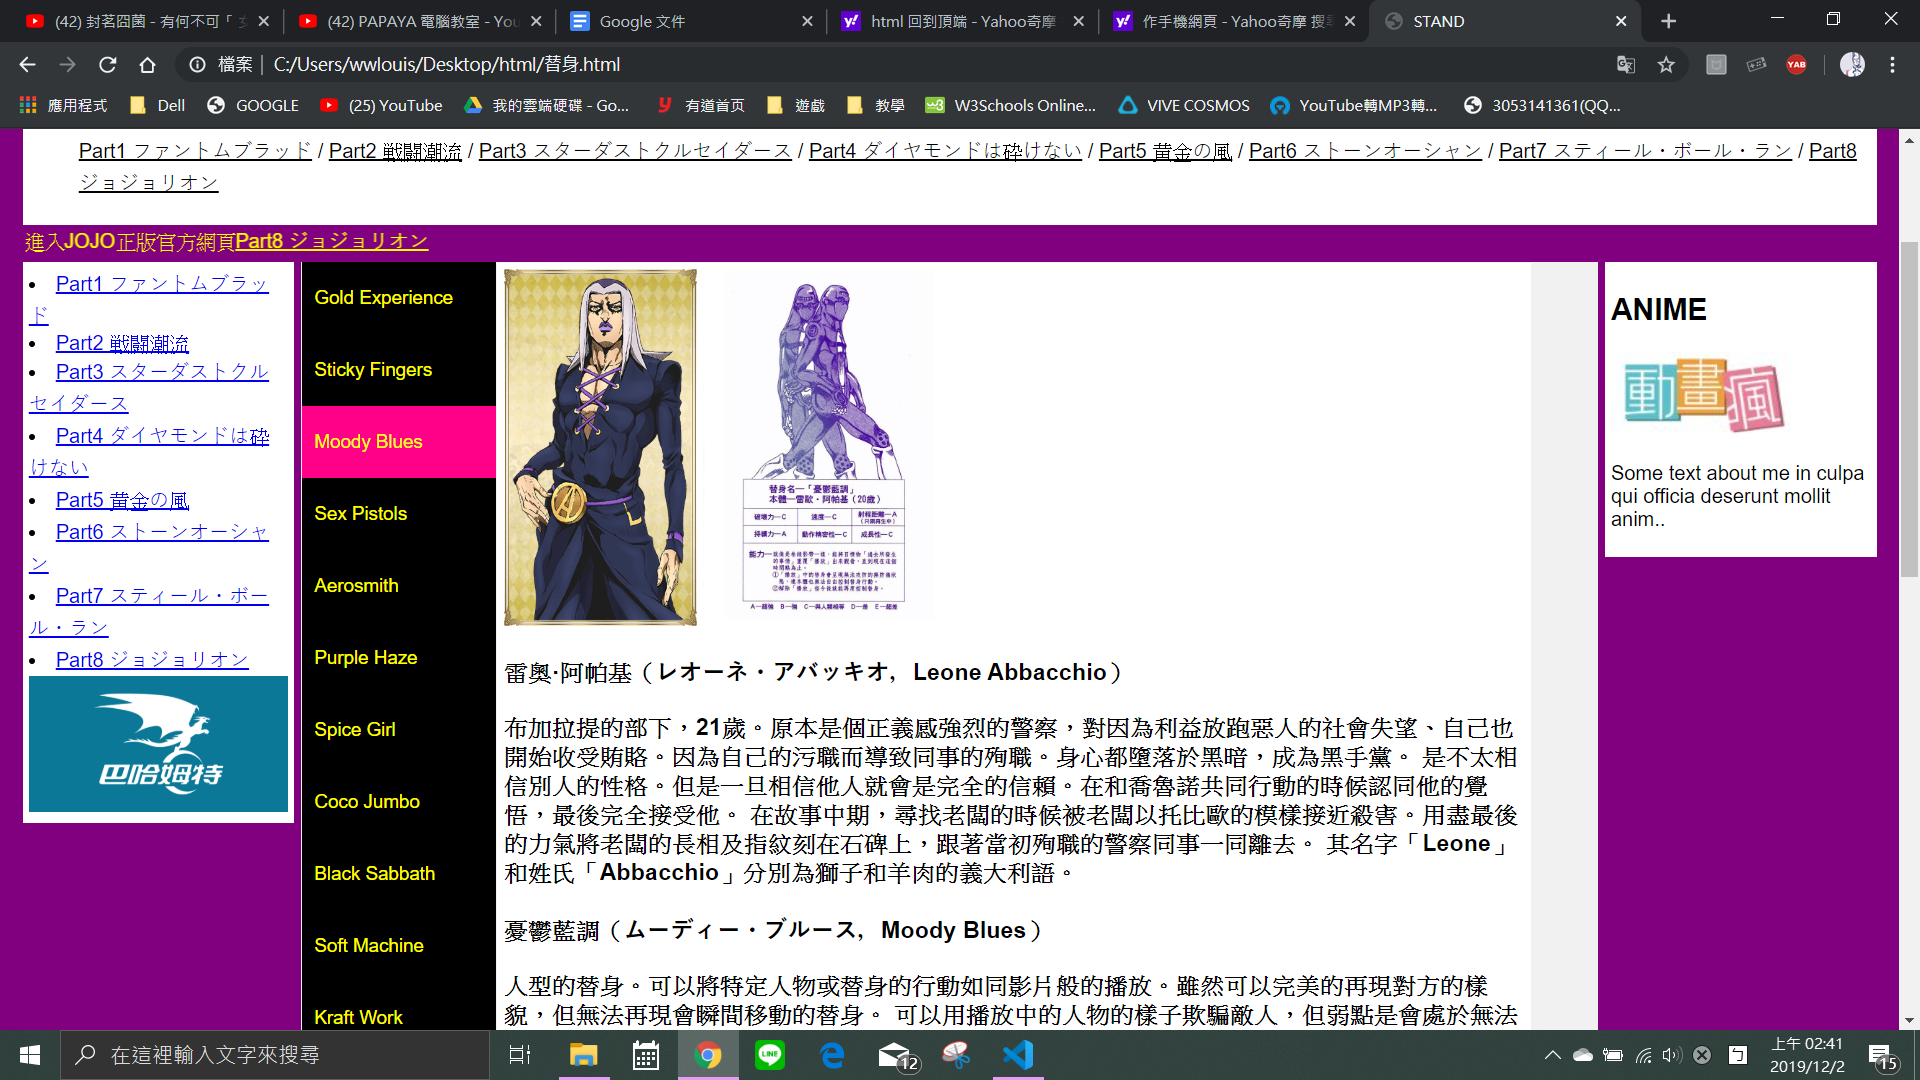 (42) 封茗囧菌 - 有何不可「
(42) PAPAYA 電腦教室 - You
Google 文件
html 回到頂端 - Yahoo奇摩
作手機網頁 - Yahoo奇摩 搜
STAND
檔案 | C:/Users/wwlouis/Desktop/html/替身.html
YAB
應用程式 Dell GOOGLE (25) YouTube 我的雲端硬碟 - Go... 有道首页 遊戲 教學 W3Schools Online... VIVE COSMOS YouTube轉MP3轉... 3053141361(QQ...
Part1 ファントムブラッド / Part2 戦闘潮流 / Part3 スターダストクルセイダース / Part4 ダイヤモンドは砕けない / Part5 黄金の風 / Part6 ストーンオーシャン / Part7 スティール・ボール・ラン / Part8
ジョジョリオン
進入JOJO正版官方網頁Part8 ジョジョリオン
Part1 ファントムブラッ
ド
Part2 戦闘潮流
Part3 スターダストクル
セイダース
Part4 ダイヤモンドは砕
けない
Part5 黄金の風
Part6 ストーンオーシャ
ン
Part7 スティール・ボー
ル・ラン
Part8 ジョジョリオン
巴哈姆特
Gold Experience
Sticky Fingers
Moody Blues
Sex Pistols
Aerosmith
Purple Haze
Spice Girl
Coco Jumbo
Black Sabbath
Soft Machine
Kraft Work
替身名—「憂鬱藍調」
本體—雷歐・阿帕基(20歲)
破壞力—C 速度—C 射程距離—A
(只限再生中)
持續力—A 動作精密性—C 成長性—C
A—超強 B—強 C—與人類相等 D—差 E—超差
雷奧·阿帕基（レオーネ・アバッキオ，Leone Abbacchio）
布加拉提的部下，21歲。原本是個正義感強烈的警察，對因為利益放跑惡人的社會失望、自己也
開始收受賄賂。因為自己的污職而導致同事的殉職。身心都墮落於黑暗，成為黑手黨。 是不太相
信別人的性格。但是一旦相信他人就會是完全的信賴。在和喬魯諾共同行動的時候認同他的覺
悟，最後完全接受他。 在故事中期，尋找老闆的時候被老闆以托比歐的模樣接近殺害。用盡最後
的力氣將老闆的長相及指紋刻在石碑上，跟著當初殉職的警察同事一同離去。 其名字「Leone」
和姓氏「Abbacchio」分別為獅子和羊肉的義大利語。
憂鬱藍調（ムーディー・ブルース，Moody Blues）
人型的替身。可以將特定人物或替身的行動如同影片般的播放。雖然可以完美的再現對方的樣
貌，但無法再現會瞬間移動的替身。 可以用播放中的人物的樣子欺騙敵人，但弱點是會處於無法
ANIME
動畫瘋
Some text about me in culpa
qui officia deserunt mollit
anim..
在這裡輸入文字來搜尋
LINE
12
上午 02:41
2019/12/2
15